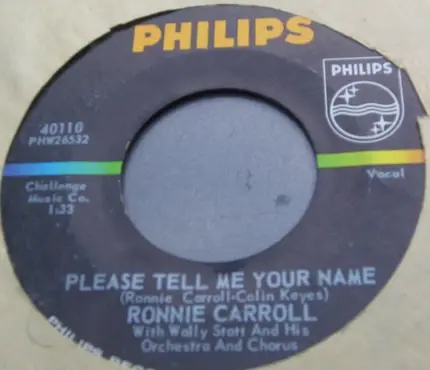 PHILIPS
PHILIPS
40110
PHW26532
Vocal
Challenge
Music Co.
1:33
PLEASE TELL ME YOUR NAME
(Ronnie Carroll-Colin Keyes)
RONNIE CARROLL
With Wally Stott And His
Orchestra And Chorus
PHILIPS